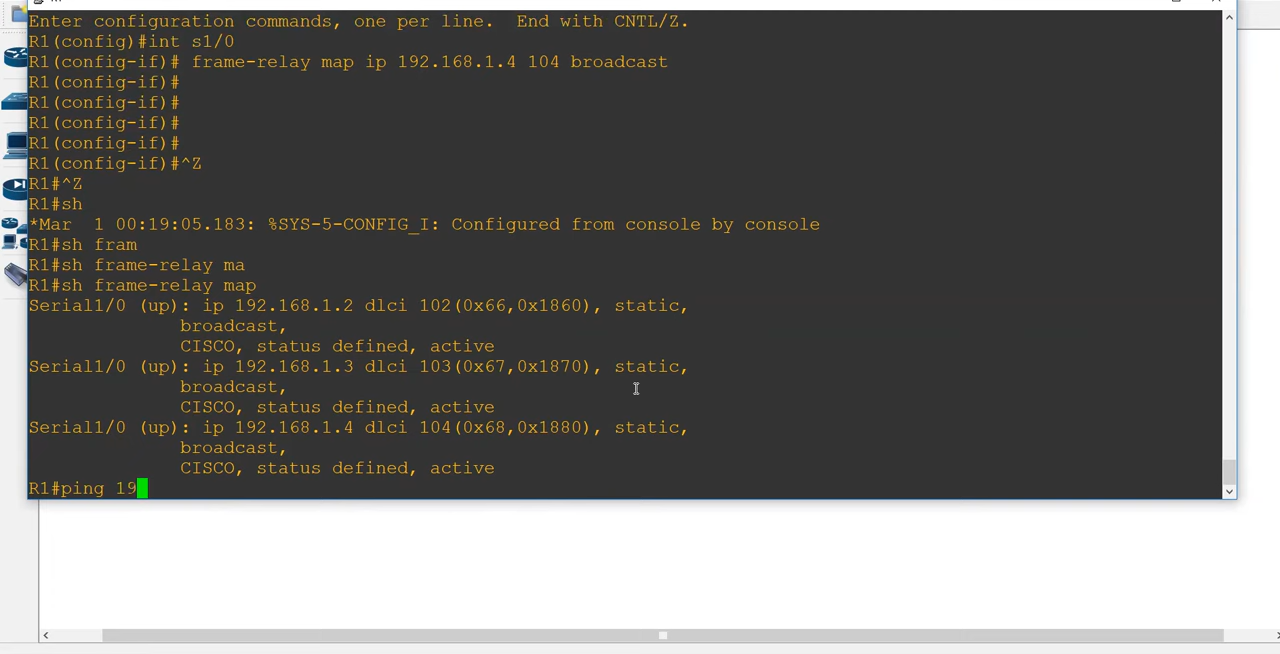 Enter configuration commands, one per line.  End with CNTL/Z.
R1(config)#int s1/0
R1(config-if)# frame-relay map ip 192.168.1.4 104 broadcast
R1(config-if)#
R1(config-if)#
R1(config-if)#
R1(config-if)#
R1(config-if)#^Z
R1#^Z
R1#sh
*Mar  1 00:19:05.183: %SYS-5-CONFIG_I: Configured from console by console
R1#sh fram
R1#sh frame-relay ma
R1#sh frame-relay map
Serial1/0 (up): ip 192.168.1.2 dlci 102(0x66,0x1860), static,
broadcast,
CISCO, status defined, active
Serial1/0 (up): ip 192.168.1.3 dlci 103(0x67,0x1870), static,
broadcast,
CISCO, status defined, active
Serial1/0 (up): ip 192.168.1.4 dlci 104(0x68,0x1880), static,
broadcast,
CISCO, status defined, active
R1#ping 19